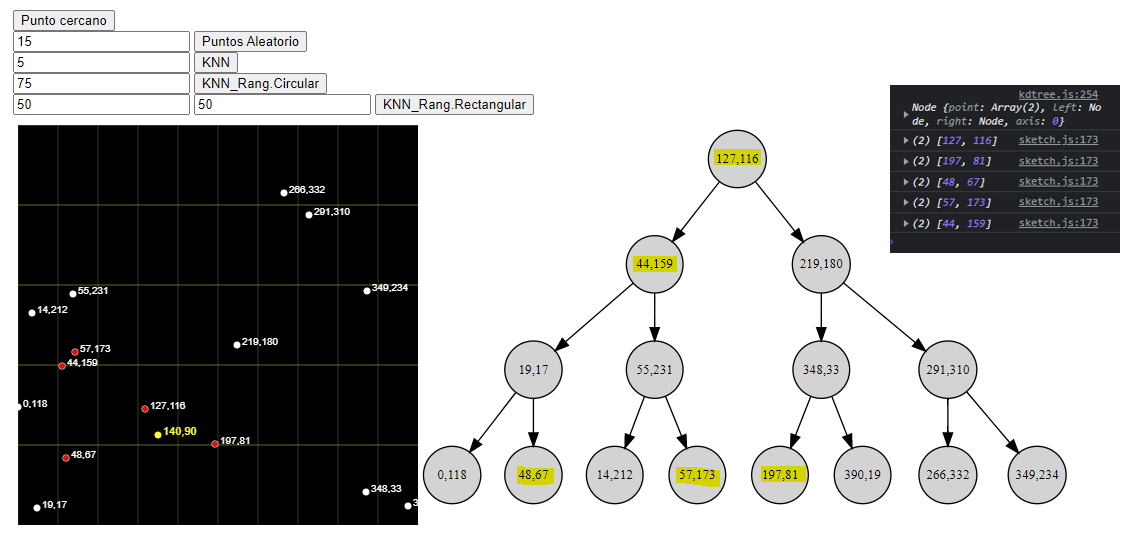 Punto cercano
15 Puntos Aleatorio
5 KNN
75 KNN_Rang.Circular
50 50 KNN_Rang.Rectangular
266,332
291,310
349,234
55,231
14,212
219,180
57,173
44,159
0,118
127,116
140,90
197,81
48,67
348,33
3
19,17
127,116
44,159
219,180
19,17
55,231
348,33
291,310
0,118
48,67
14,212
57,173
197,81
390,19
266,332
349,234
kdtree.js:254
Node {point: Array(2), left: No
de, right: Node, axis: 0}
(2) [127, 116] sketch.js:173
(2) [197, 81] sketch.js:173
(2) [48, 67] sketch.js:173
(2) [57, 173] sketch.js:173
(2) [44, 159] sketch.js:173